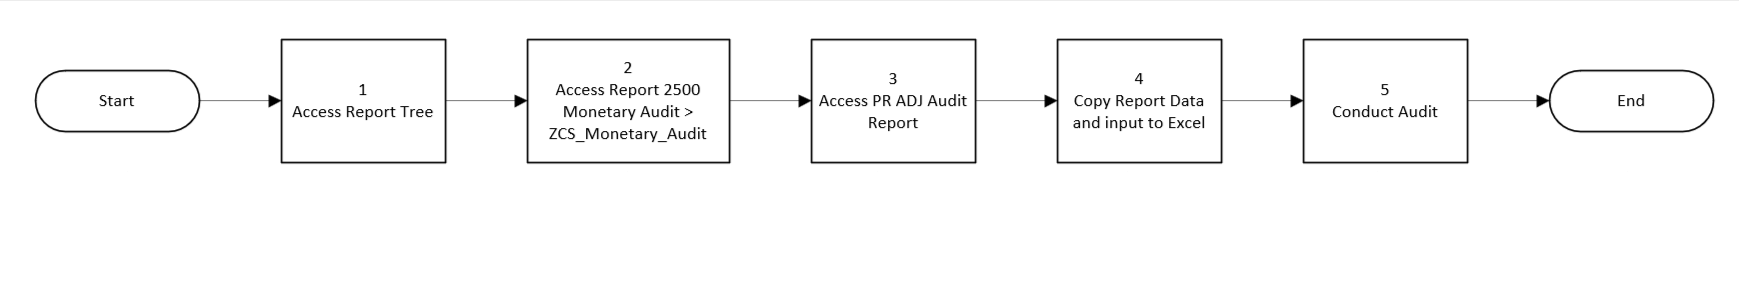 Start
1
Access Report Tree
2
Access Report 2500
Monetary Audit >
ZCS_Monetary_Audit
3
Access PR ADJ Audit
Report
4
Copy Report Data
and input to Excel
5
Conduct Audit
End